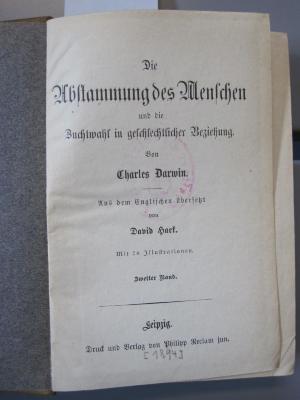 Die
Abstammung des Menschen
und die
Zuchtwahl in geschlechtlicher Beziehung.
Von
Charles Darwin.
Aus dem Englischen übersetzt
von
David Haek.
Mit 78 Illustrationen.
Zweiter Band.
Leipzig.
Druck und Verlag von Philipp Reclam jun.
[1894]